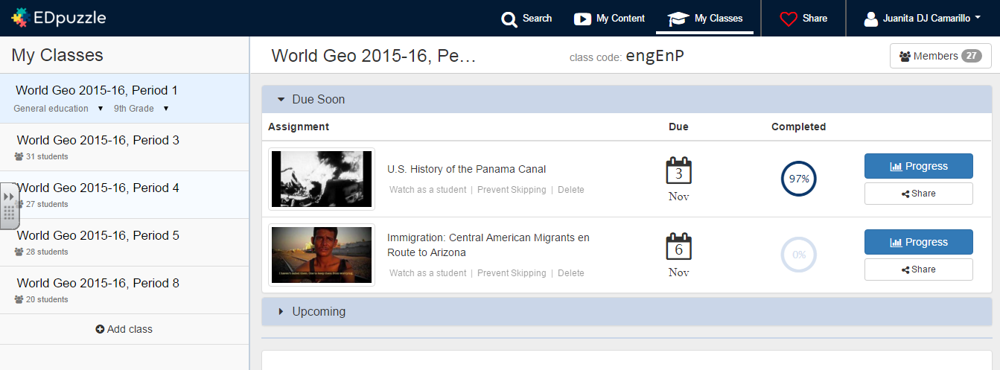 EDpuzzle
Search
My Content
My Classes
Share
Juanita DJ Camarillo
My Classes
World Geo 2015-16, Period 1
General education
9th Grade
World Geo 2015-16, Period 3
31 students
World Geo 2015-16, Period 4
27 students
World Geo 2015-16, Period 5
28 students
World Geo 2015-16, Period 8
20 students
Add class
World Geo 2015-16, Pe...
class code: engEnP
Members 27
Due Soon
Assignment Due Completed
U.S. History of the Panama Canal
Watch as a student | Prevent Skipping | Delete
3
Nov
97%
Progress
Share
Immigration: Central American Migrants en
Route to Arizona
Watch as a student | Prevent Skipping | Delete
6
Nov
0%
Progress
Share
Upcoming